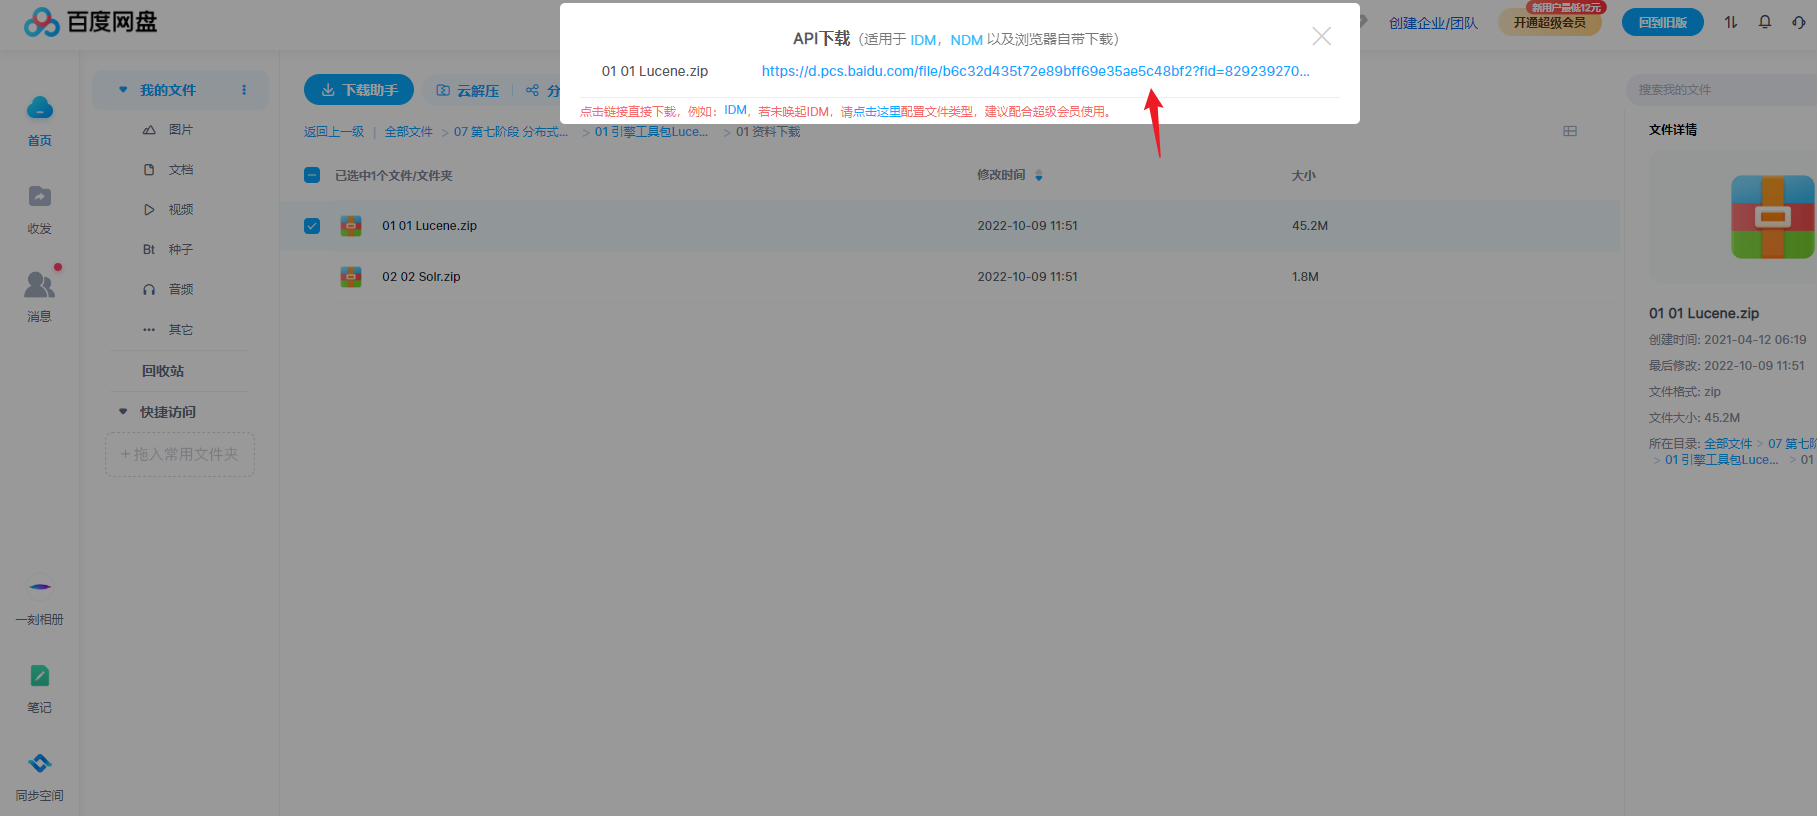 百度网盘
API下载（适用于 IDM，NDM 以及浏览器自带下载）
创建企业/团队
新用户最低12元
开通超级会员
回到旧版
01 01 Lucene.zip
https://d.pcs.baidu.com/file/b6c32d435t72e89bff69e35ae5c48bf2?fid=829239270...
点击链接直接下载，例如：IDM，若未唤起IDM，请点击这里配置文件类型，建议配合超级会员使用。
首页
收发
消息
一刻相册
笔记
同步空间
我的文件
图片
文档
视频
Bt 种子
音频
其它
回收站
快捷访问
+拖入常用文件夹
下载助手
云解压
分
搜索我的文件
返回上一级 | 全部文件 > 07 第七阶段 分布式... > 01 引擎工具包Luce... > 01 资料下载
已选中1个文件/文件夹 修改时间 大小
01 01 Lucene.zip 2022-10-09 11:51 45.2M
02 02 Solr.zip 2022-10-09 11:51 1.8M
文件详情
01 01 Lucene.zip
创建时间: 2021-04-12 06:19
最后修改: 2022-10-09 11:51
文件格式: zip
文件大小: 45.2M
所在目录: 全部文件 > 07 第七阶
> 01 引擎工具包Luce... > 01